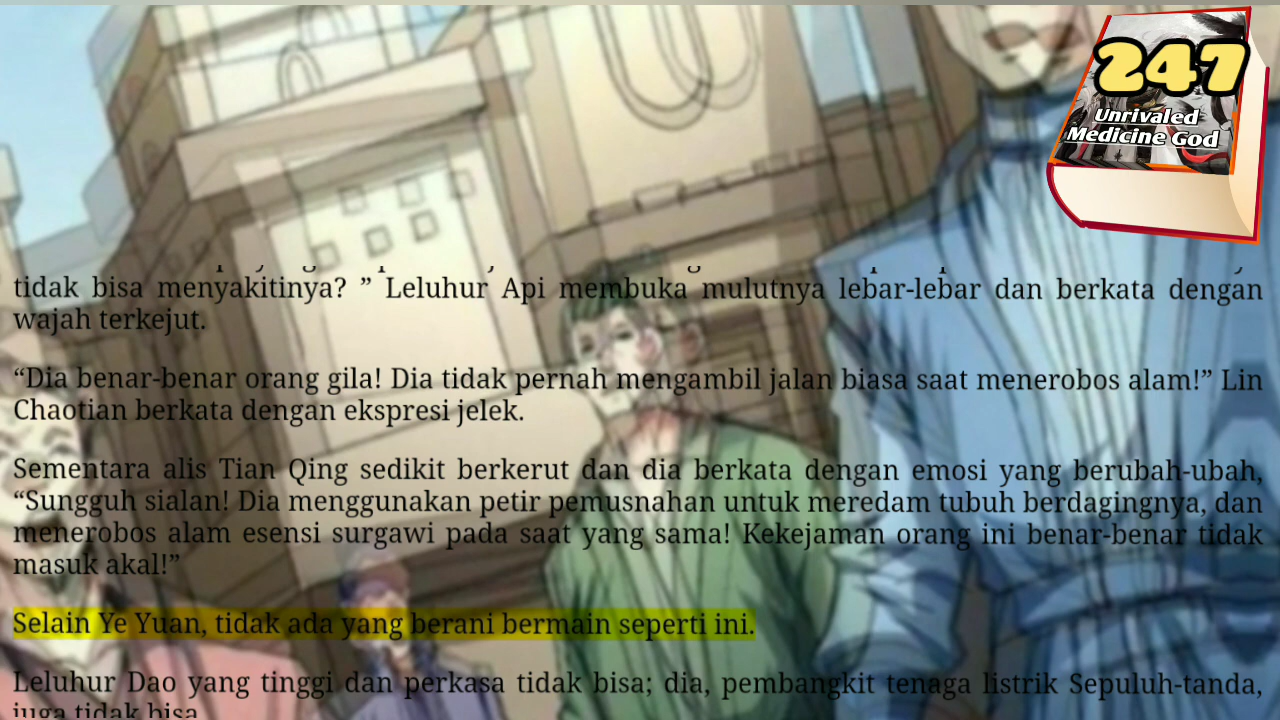 247
Unrivaled
Medicine God
tidak bisa menyakitinya? ” Leluhur Api membuka mulutnya lebar-lebar dan berkata dengan
wajah terkejut.
“Dia benar-benar orang gila! Dia tidak pernah mengambil jalan biasa saat menerobos alam!” Lin
Chaotian berkata dengan ekspresi jelek.
Sementara alis Tian Qing sedikit berkerut dan dia berkata dengan emosi yang berubah-ubah,
“Sungguh sialan! Dia menggunakan petir pemusnahan untuk meredam tubuh berdagingnya, dan
menerobos alam esensi surgawi pada saat yang sama! Kekejaman orang ini benar-benar tidak
masuk akal!”
Selain Ye Yuan, tidak ada yang berani bermain seperti ini.
Leluhur Dao yang tinggi dan perkasa tidak bisa; dia, pembangkit tenaga listrik Sepuluh-tanda,
juga tidak bisa